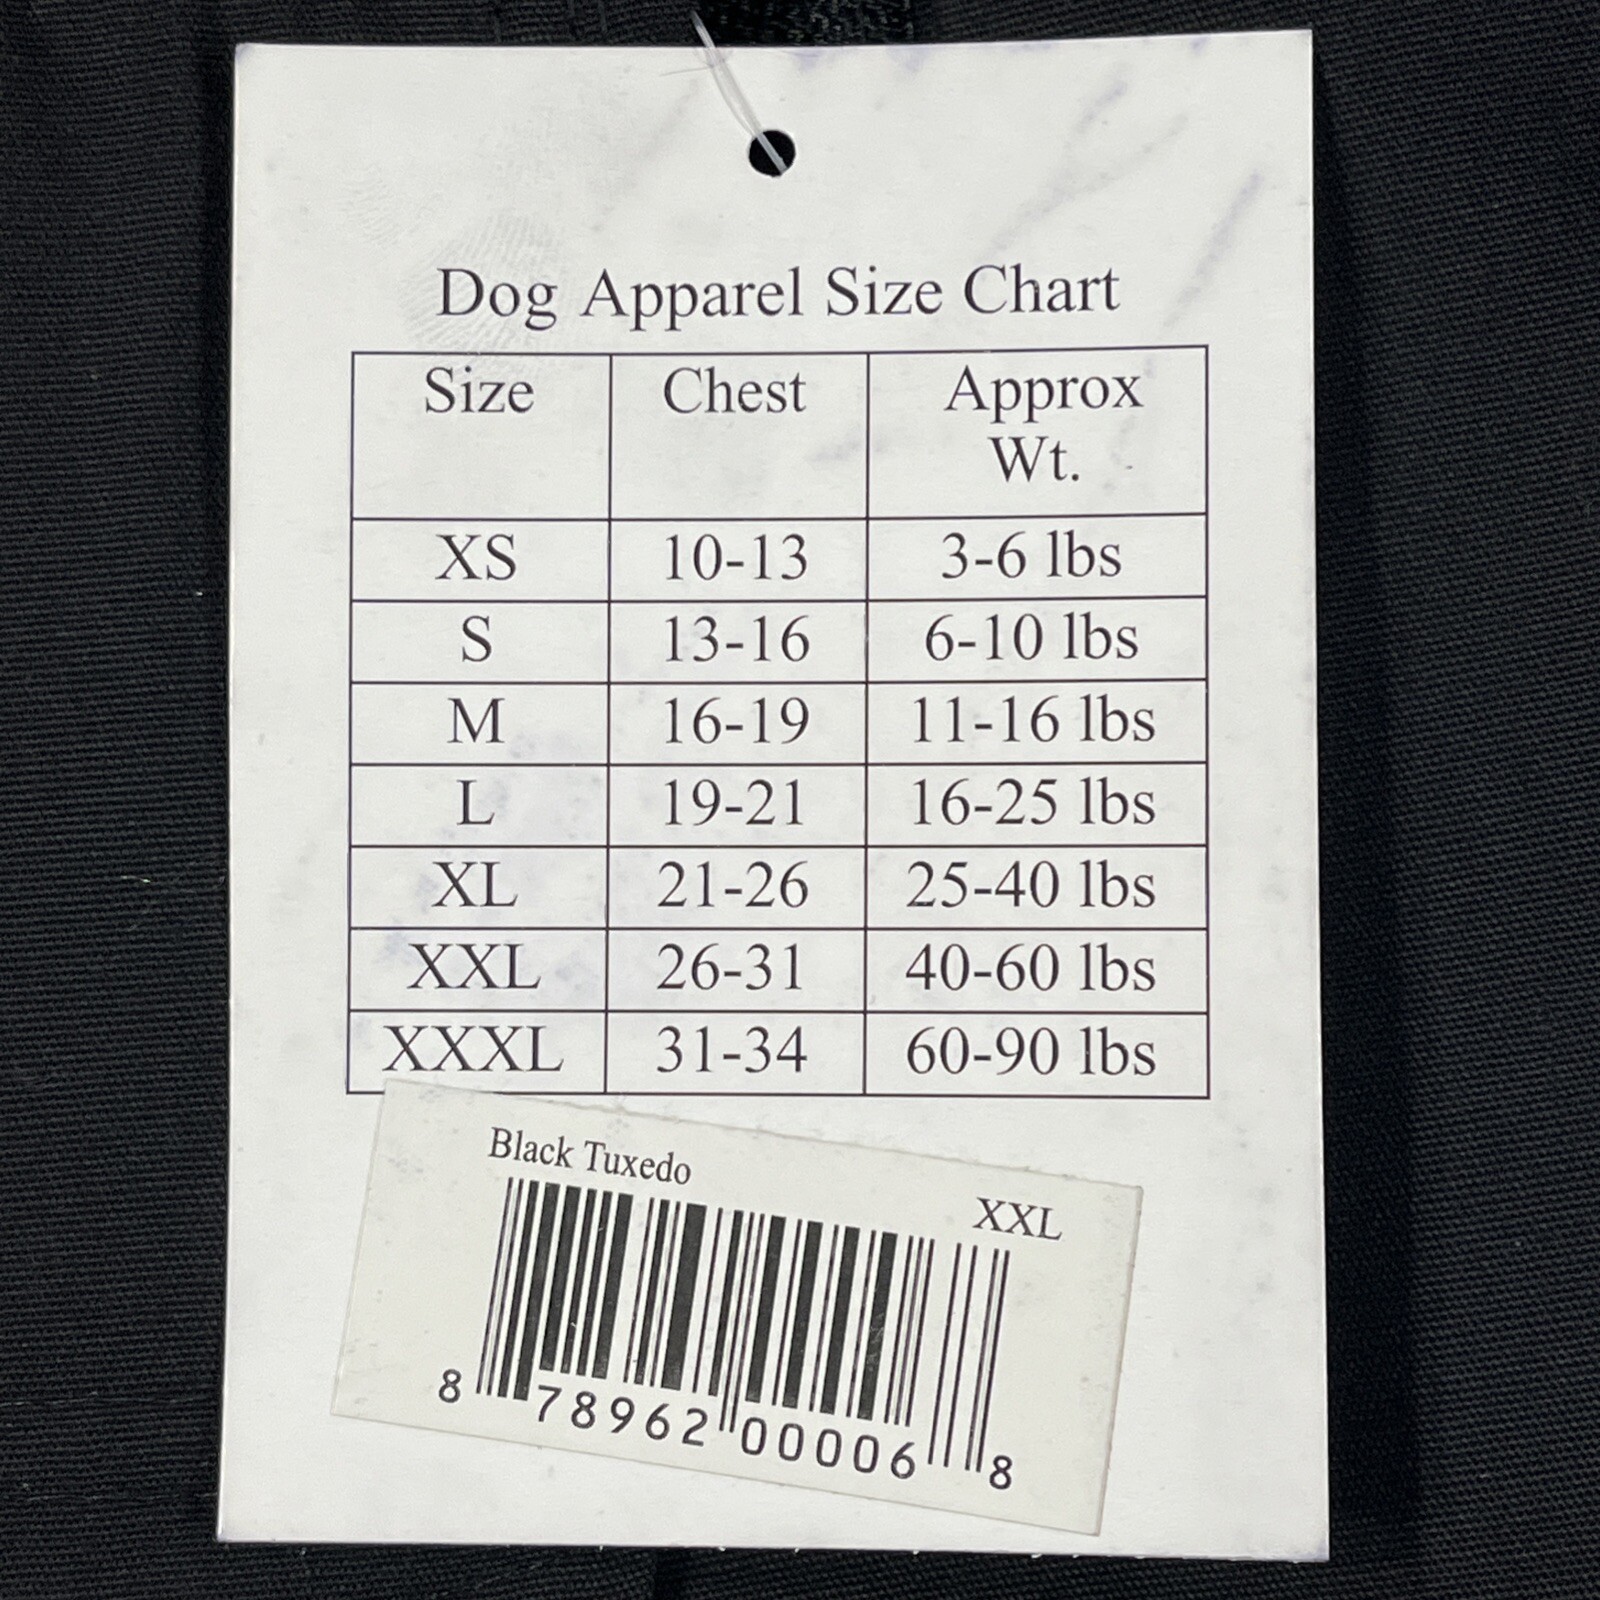 Dog Apparel Size Chart
Size Chest Approx Wt.
XS 10-13 3-6 lbs
S 13-16 6-10 lbs
M 16-19 11-16 lbs
L 19-21 16-25 lbs
XL 21-26 25-40 lbs
XXL 26-31 40-60 lbs
XXXL 31-34 60-90 lbs
Black Tuxedo
XXL
8 78962 00006 8